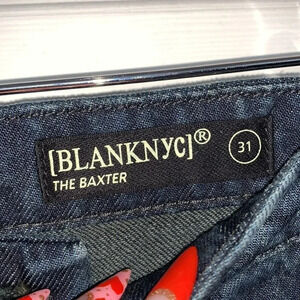 [BLANKNYC]®
THE BAXTER
31